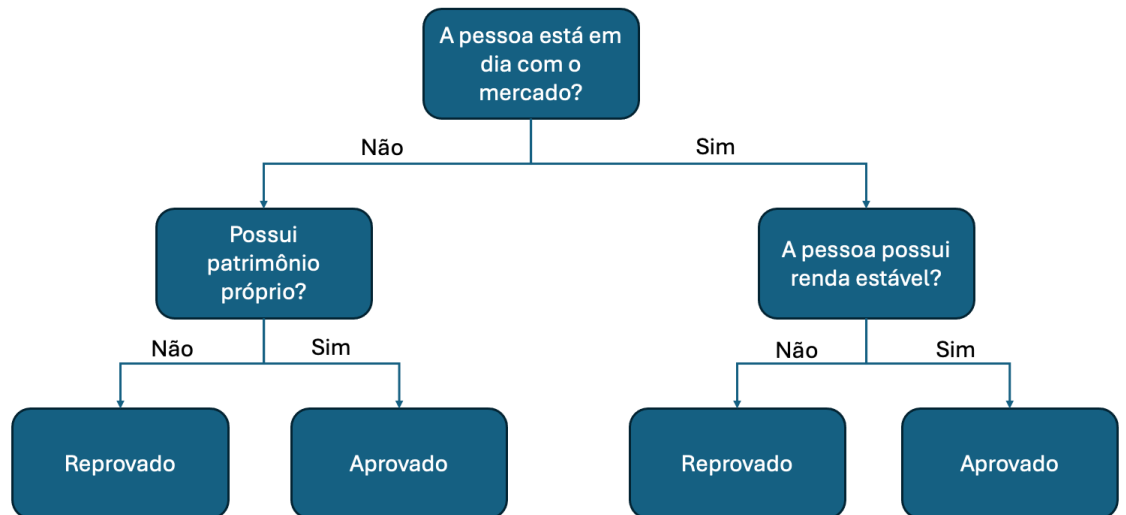 A pessoa está em
dia com o
mercado?
Não
Sim
Possui
patrimônio
próprio?
A pessoa possui
renda estável?
Não
Sim
Não
Sim
Reprovado
Aprovado
Reprovado
Aprovado